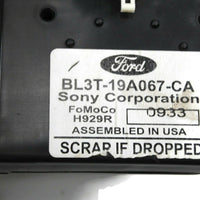 Ford
BL3T-19A067-CA
Sony Corporation
FoMoCo
H929R 0933
ASSEMBLED IN USA
SCRAP IF DROPPED